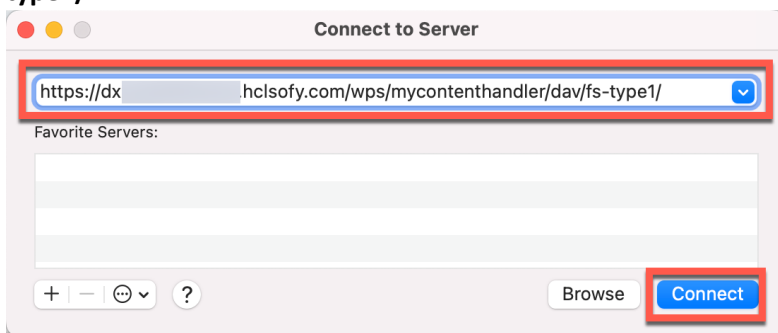 Connect to Server
https://dx .hclsofy.com/wps/mycontenthandler/dav/fs-type1/
Favorite Servers:
+ − ?
Browse Connect